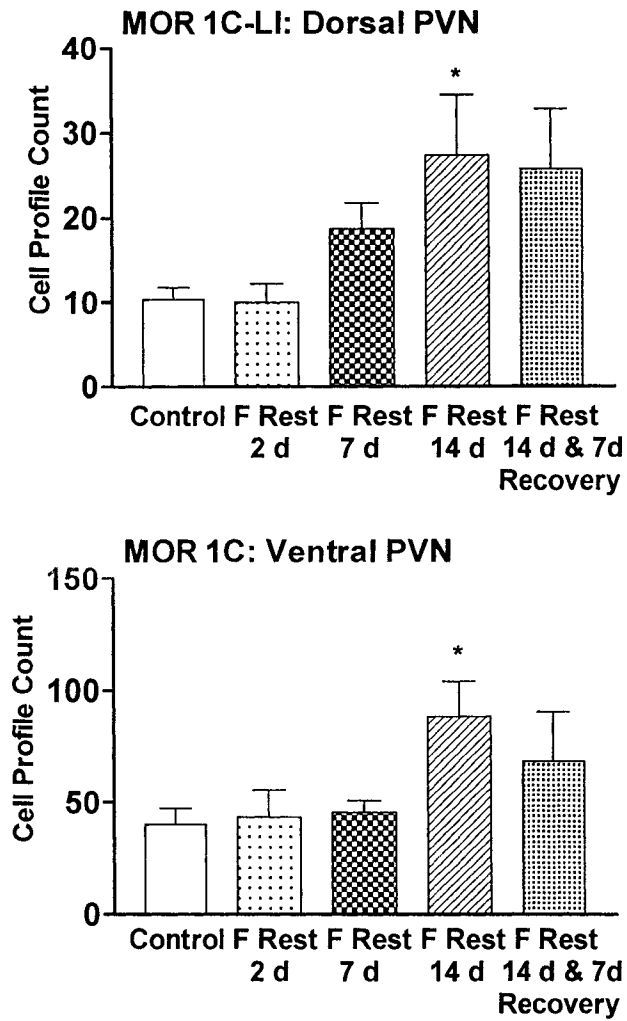 MOR 1C-LI: Dorsal PVN
40
30
20
10
0
Cell Profile Count
*
Control F Rest F Rest F Rest F Rest
2 d 7 d 14 d 14 d & 7d
Recovery
MOR 1C: Ventral PVN
150
100
50
0
Cell Profile Count
*
Control F Rest F Rest F Rest F Rest
2 d 7 d 14 d 14 d & 7d
Recovery